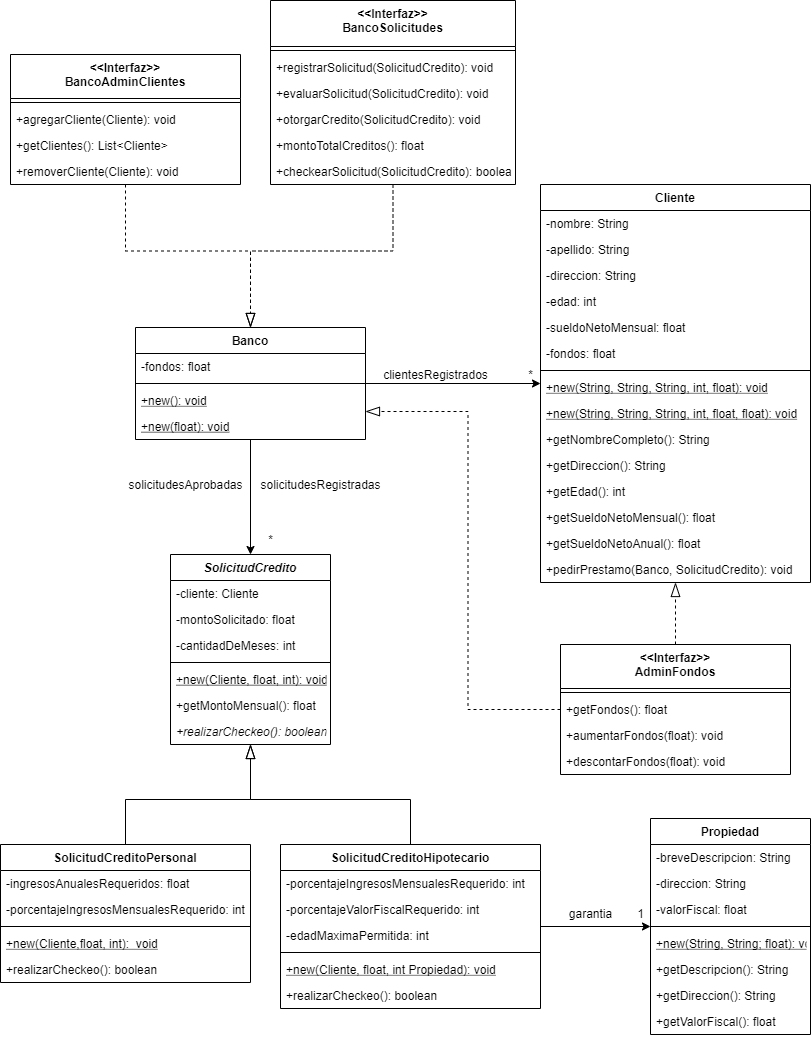 <<Interfaz>>
BancoSolicitudes
+registrarSolicitud(SolicitudCredito): void
+evaluarSolicitud(SolicitudCredito): void
+otorgarCredito(SolicitudCredito): void
+montoTotalCreditos(): float
+checkearSolicitud(SolicitudCredito): boolea
<<Interfaz>>
BancoAdminClientes
+agregarCliente(Cliente): void
+getClientes(): List<Cliente>
+removerCliente(Cliente): void
Cliente
-nombre: String
-apellido: String
-direccion: String
-edad: int
-sueldoNetoMensual: float
-fondos: float
+new(String, String, String, int, float): void
+new(String, String, String, int, float, float): void
+getNombreCompleto(): String
+getDireccion(): String
+getEdad(): int
+getSueldoNetoMensual(): float
+getSueldoNetoAnual(): float
+pedirPrestamo(Banco, SolicitudCredito): void
Banco
-fondos: float
+new(): void
+new(float): void
clientesRegistrados
*
solicitudesAprobadas
solicitudesRegistradas
*
SolicitudCredito
-cliente: Cliente
-montoSolicitado: float
-cantidadDeMeses: int
+new(Cliente, float, int): void
+getMontoMensual(): float
+realizarCheckeo(): boolean
<<Interfaz>>
AdminFondos
+getFondos(): float
+aumentarFondos(float): void
+descontarFondos(float): void
SolicitudCreditoPersonal
-ingresosAnualesRequeridos: float
-porcentajeIngresosMensualesRequerido: int
+new(Cliente,float, int): void
+realizarCheckeo(): boolean
SolicitudCreditoHipotecario
-porcentajeIngresosMensualesRequerido: int
-porcentajeValorFiscalRequerido: int
-edadMaximaPermitida: int
+new(Cliente, float, int Propiedad): void
+realizarCheckeo(): boolean
garantia
1
Propiedad
-breveDescripcion: String
-direccion: String
-valorFiscal: float
+new(String, String; float): v
+getDescripcion(): String
+getDireccion(): String
+getValorFiscal(): float